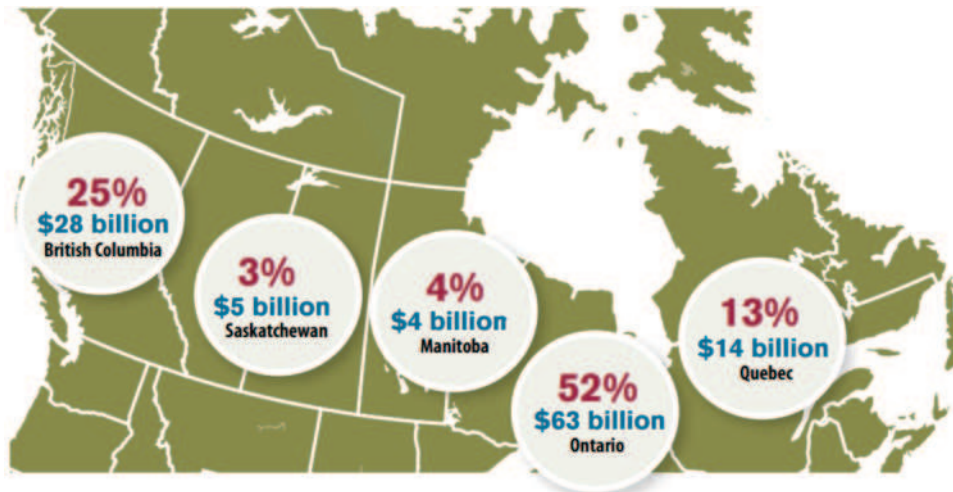 25%
$28 billion
British Columbia
3%
$5 billion
Saskatchewan
4%
$4 billion
Manitoba
52%
$63 billion
Ontario
13%
$14 billion
Quebec